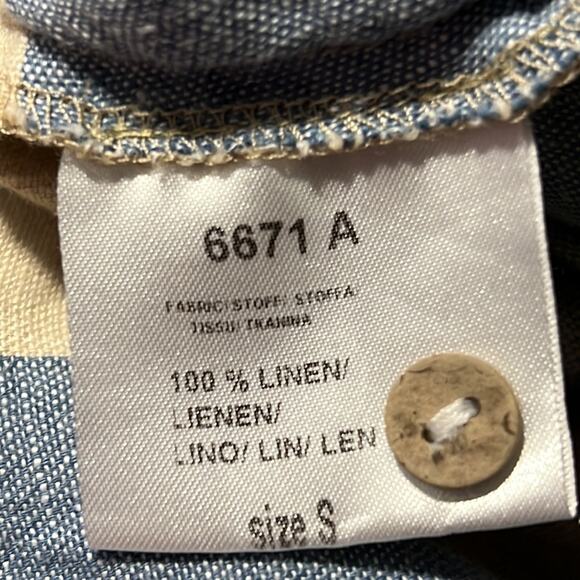 6671 A
FABRIC/ STOFF/ STOFFA
TISSU/ TKANINA
100 % LINEN/
LIENEN/
LINO/ LIN/ LEN
size S